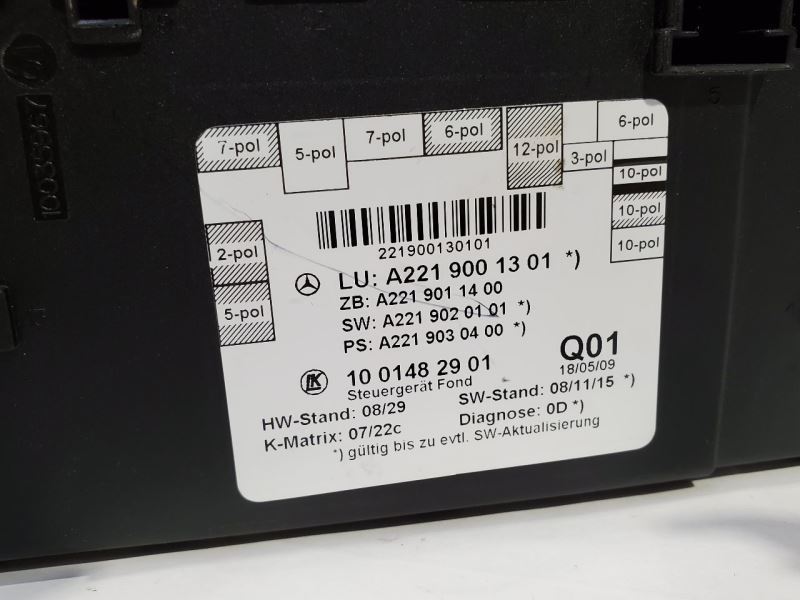 7-pol
5-pol
7-pol
6-pol
12-pol
3-pol
6-pol
10-pol
10-pol
10-pol
2-pol
5-pol
221900130101
LU: A221 900 13 01 *)
ZB: A221 901 14 00
SW: A221 902 01 01 *)
PS: A221 903 04 00 *)
10 0148 29 01
Steuergerät Fond
Q01
18/05/09
HW-Stand: 08/29
SW-Stand: 08/11/15 *)
K-Matrix: 07/22c
Diagnose: 0D *)
*) gültig bis zu evtl. SW-Aktualisierung
5